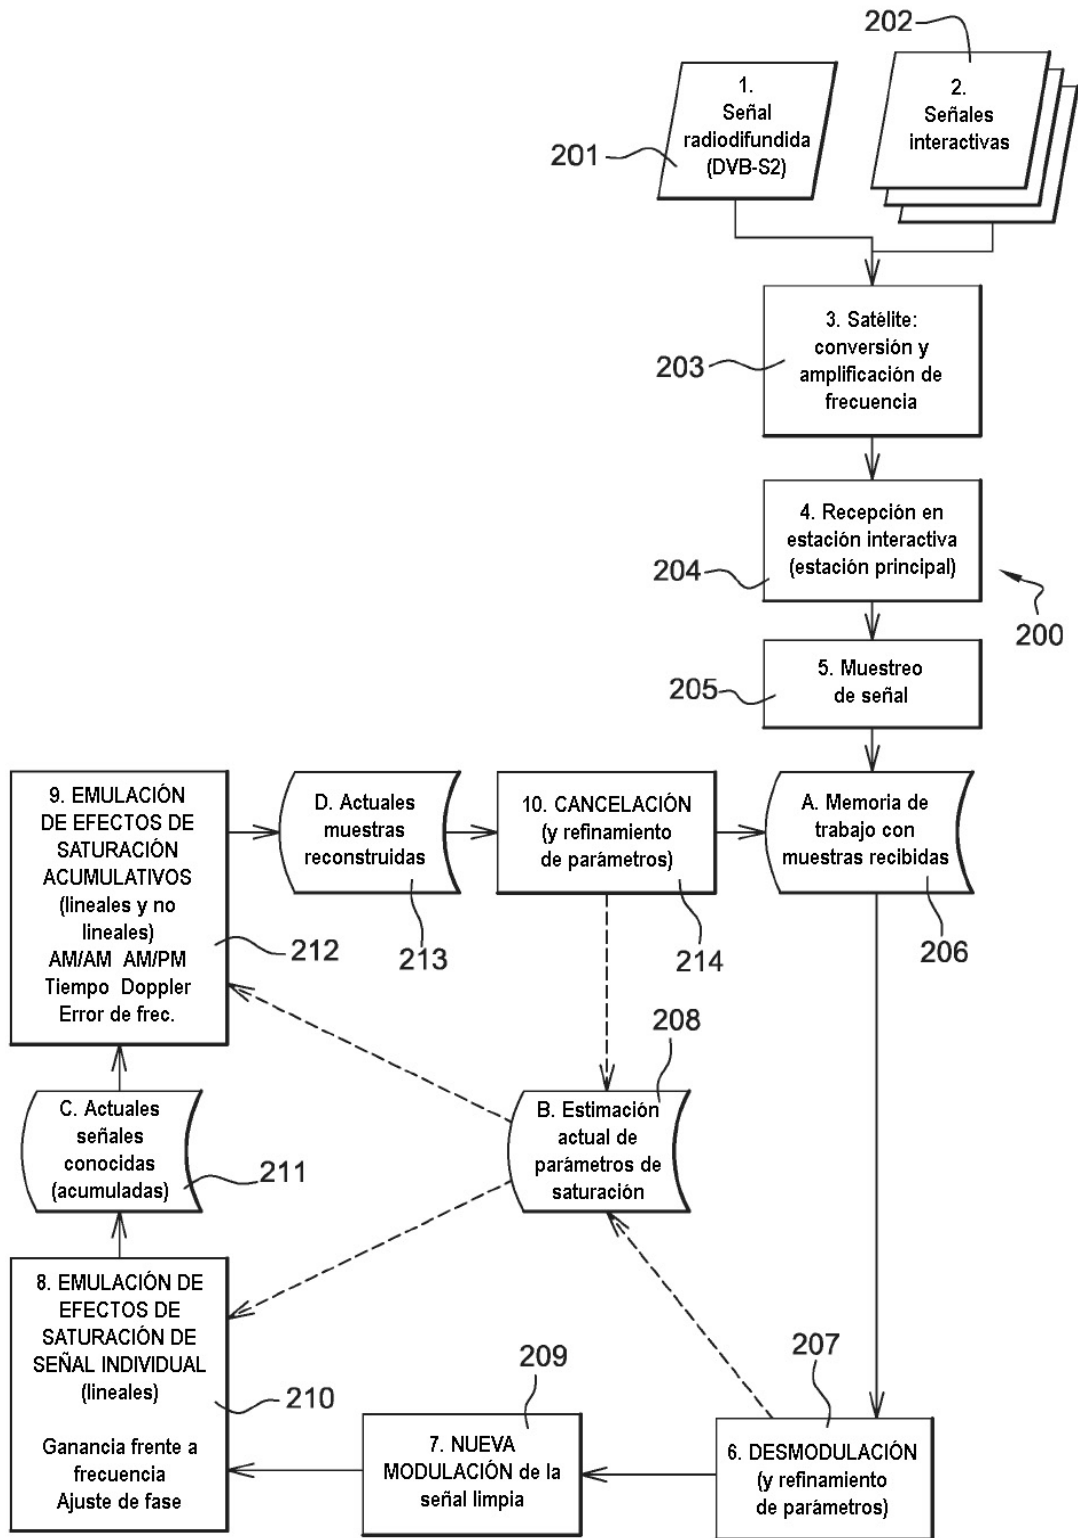 202
1.
Señal
radiodifundida
(DVB-S2)
201
2.
Señales
interactivas
3. Satélite:
conversión y
amplificación de
frecuencia
203
4. Recepción en
estación interactiva
(estación principal)
204
200
5. Muestreo
de señal
205
9. EMULACIÓN
DE EFECTOS DE
SATURACIÓN
ACUMULATIVOS
(lineales y no
lineales)
AM/AM AM/PM
Tiempo Doppler
Error de frec.
212
D. Actuales
muestras
reconstruidas
213
10. CANCELACIÓN
(y refinamiento
de parámetros)
214
A. Memoria de
trabajo con
muestras recibidas
206
208
B. Estimación
actual de
parámetros de
saturación
C. Actuales
señales
conocidas
(acumuladas)
211
8. EMULACIÓN DE
EFECTOS DE
SATURACIÓN DE
SEÑAL INDIVIDUAL
(lineales)
Ganancia frente a
frecuencia
Ajuste de fase
210
209
7. NUEVA
MODULACIÓN de la
señal limpia
207
6. DESMODULACIÓN
(y refinamiento
de parámetros)